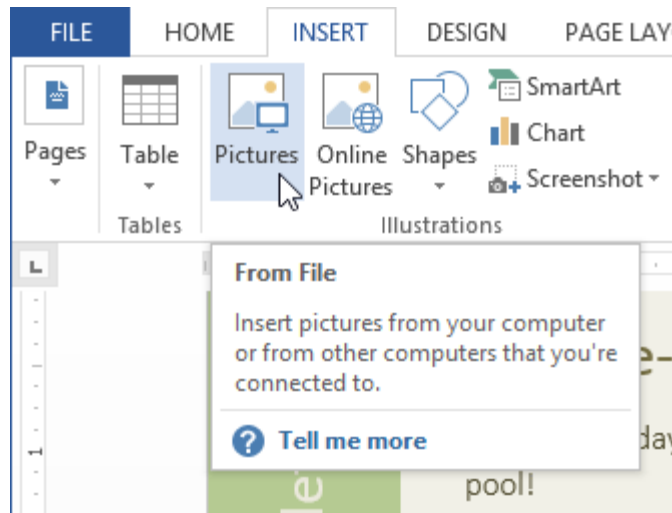 FILE HOME INSERT DESIGN PAGE LAY
Pages Table Pictures Online Pictures Shapes SmartArt
Chart
Screenshot
Tables Illustrations
From File
Insert pictures from your computer
or from other computers that you're
connected to.
Tell me more
1
pool!